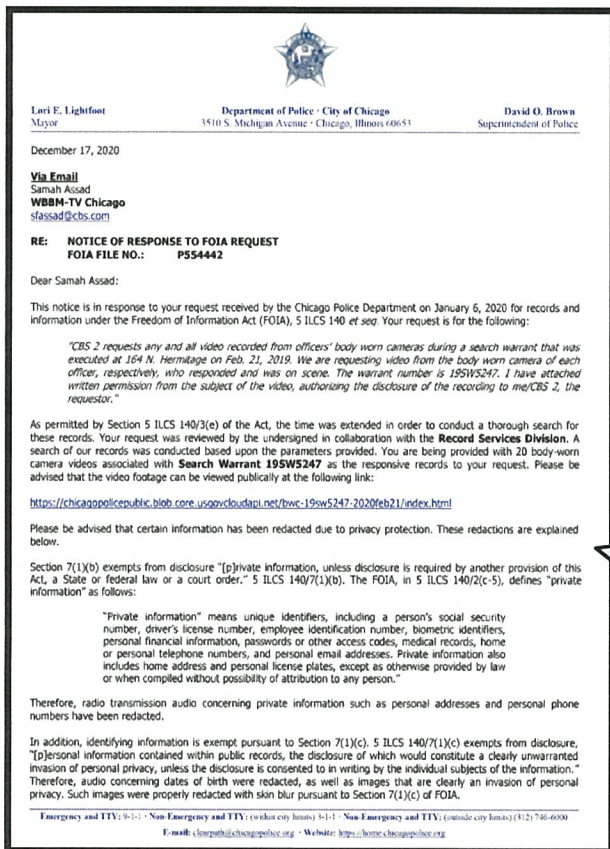 Lori E. Lightfoot
Mayor
Department of Police · City of Chicago
3510 S. Michigan Avenue · Chicago, Illinois 60653
David O. Brown
Superintendent of Police
December 17, 2020
Via Email
Samah Assad
WBBM-TV Chicago
sfassad@cbs.com
RE: NOTICE OF RESPONSE TO FOIA REQUEST
FOIA FILE NO.: P554442
Dear Samah Assad:
This notice is in response to your request received by the Chicago Police Department on January 6, 2020 for records and
information under the Freedom of Information Act (FOIA), 5 ILCS 140 et seq. Your request is for the following:
"CBS 2 requests any and all video recorded from officers' body worn cameras during a search warrant that was
executed at 164 N. Hermitage on Feb. 21, 2019. We are requesting video from the body worn camera of each
officer, respectively, who responded and was on scene. The warrant number is 19SW5247. I have attached
written permission from the subject of the video, authorizing the disclosure of the recording to me/CBS 2, the
requestor."
As permitted by Section 5 ILCS 140/3(e) of the Act, the time was extended in order to conduct a thorough search for
these records. Your request was reviewed by the undersigned in collaboration with the Record Services Division. A
search of our records was conducted based upon the parameters provided. You are being provided with 20 body-worn
camera videos associated with Search Warrant 19SW5247 as the responsive records to your request. Please be
advised that the video footage can be viewed publically at the following link:
https://chicagopolicepublic.blob.core.usgovcloudapi.net/bwc-19sw5247-2020feb21/index.html
Please be advised that certain information has been redacted due to privacy protection. These redactions are explained
below.
Section 7(1)(b) exempts from disclosure "[p]rivate information, unless disclosure is required by another provision of this
Act, a State or federal law or a court order." 5 ILCS 140/7(1)(b). The FOIA, in 5 ILCS 140/2(c-5), defines "private
information" as follows:
"Private information" means unique identifiers, including a person's social security
number, driver's license number, employee identification number, biometric identifiers,
personal financial information, passwords or other access codes, medical records, home
or personal telephone numbers, and personal email addresses. Private information also
includes home address and personal license plates, except as otherwise provided by law
or when compiled without possibility of attribution to any person."
Therefore, radio transmission audio concerning private information such as personal addresses and personal phone
numbers have been redacted.
In addition, identifying information is exempt pursuant to Section 7(1)(c). 5 ILCS 140/7(1)(c) exempts from disclosure,
"[p]ersonal information contained within public records, the disclosure of which would constitute a clearly unwarranted
invasion of personal privacy, unless the disclosure is consented to in writing by the individual subjects of the information."
Therefore, audio concerning dates of birth were redacted, as well as images that are clearly an invasion of personal
privacy. Such images were properly redacted with skin blur pursuant to Section 7(1)(c) of FOIA.
Emergency and TTY: 9-1-1 · Non-Emergency and TTY: (within city limits) 3-1-1 · Non-Emergency and TTY: (outside city limits) (312) 746-6000
E-mail: clearpath@chicagopolice.org · Website: https://home.chicagopolice.org